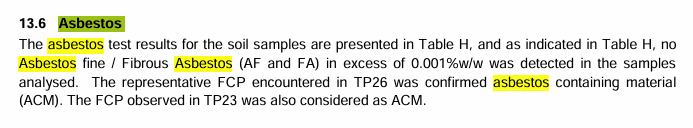 13.6 Asbestos
The asbestos test results for the soil samples are presented in Table H, and as indicated in Table H, no
Asbestos fine / Fibrous Asbestos (AF and FA) in excess of 0.001%w/w was detected in the samples
analysed. The representative FCP encountered in TP26 was confirmed asbestos containing material
(ACM). The FCP observed in TP23 was also considered as ACM.